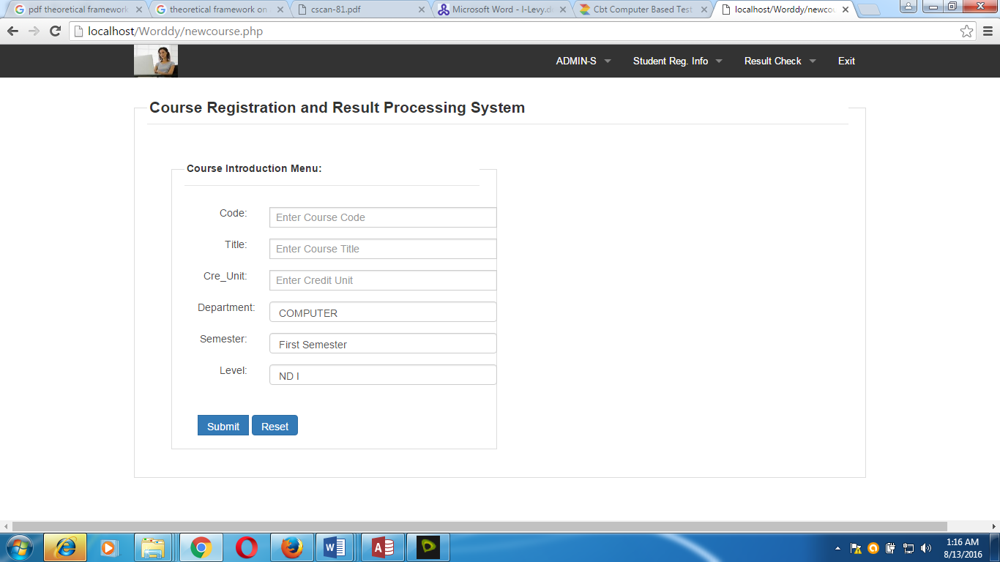 pdf theoretical framework
theoretical framework on
cscan-81.pdf
Microsoft Word - I-Levy.d
Cbt Computer Based Test
localhost/Worddy/newcou
localhost/Worddy/newcourse.php
ADMIN-S
Student Reg. Info
Result Check
Exit
Course Registration and Result Processing System
Course Introduction Menu:
Code: Enter Course Code
Title: Enter Course Title
Cre_Unit: Enter Credit Unit
Department: COMPUTER
Semester: First Semester
Level: ND I
Submit Reset
1:16 AM
8/13/2016